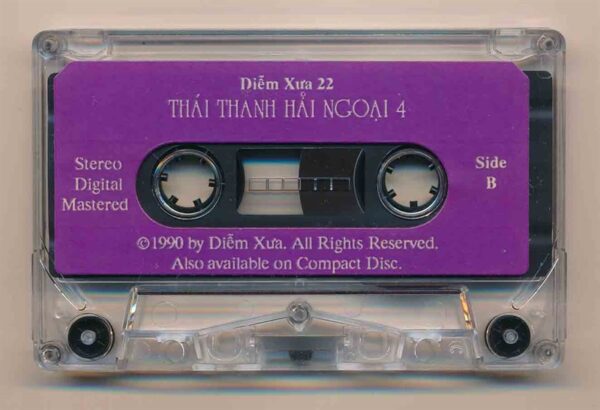 Diễm Xưa 22
THÁI THANH HẢI NGOẠI 4
Stereo
Digital
Mastered
Side
B
©1990 by Diễm Xưa. All Rights Reserved.
Also available on Compact Disc.